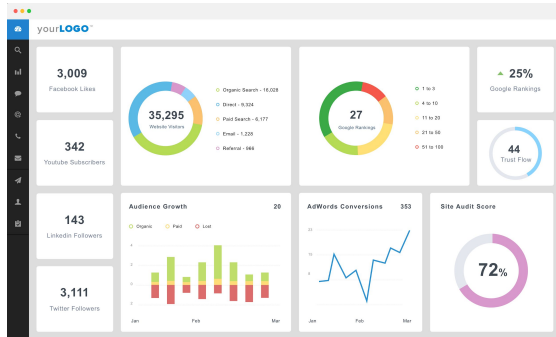 yourLOGO™
3,009
Facebook Likes
342
Youtube Subscribers
143
Linkedin Followers
3,111
Twitter Followers
35,295
Website Visitors
Organic Search - 16,028
Direct - 9,324
Paid Search - 6,177
Email - 1,228
Referral - 966
27
Google Rankings
1 to 3
4 to 10
11 to 20
21 to 50
51 to 100
25%
Google Rankings
44
Trust Flow
Audience Growth 20
Organic Paid Lost
Jan Feb Mar
AdWords Conversions 353
Jan Feb Mar
Site Audit Score
72%